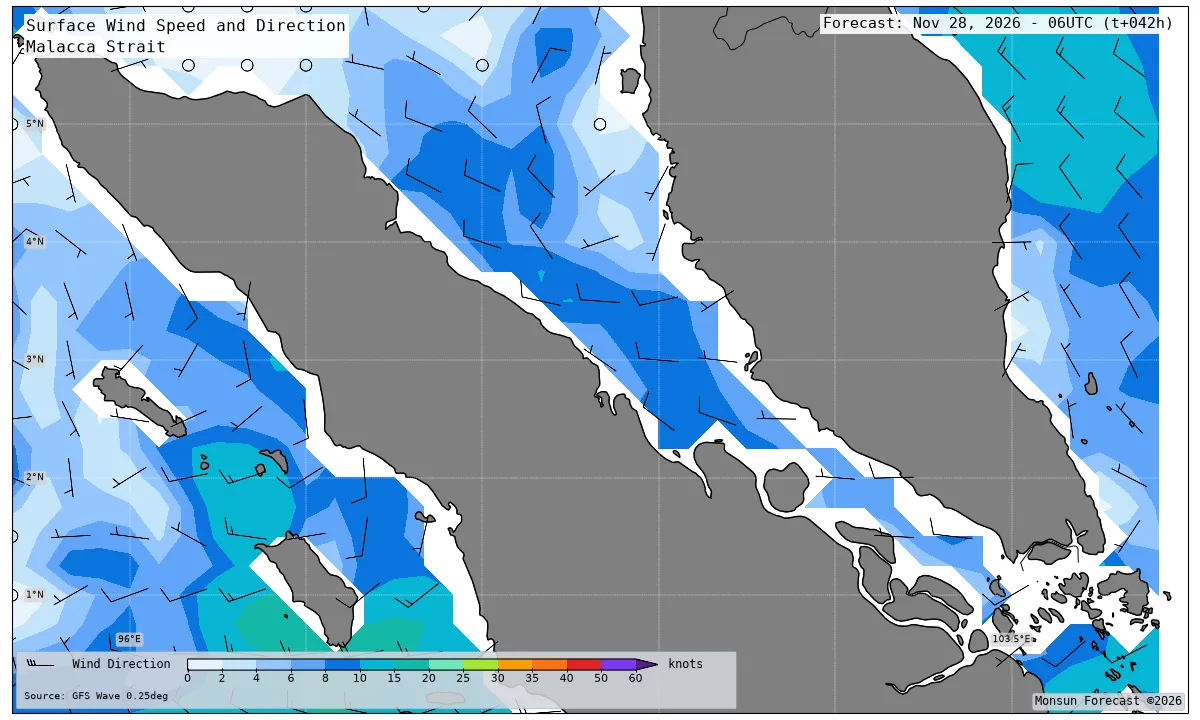 Surface Wind Speed and Direction
Malacca Strait
Forecast: Nov 28, 2026 - 06UTC (t+042h)
5°N
4°N
3°N
2°N
1°N
96°E
103.5°E
Wind Direction
knots
0 2 4 6 8 10 15 20 25 30 35 40 50 60
Source: GFS Wave 0.25deg
Monsun Forecast ©2026